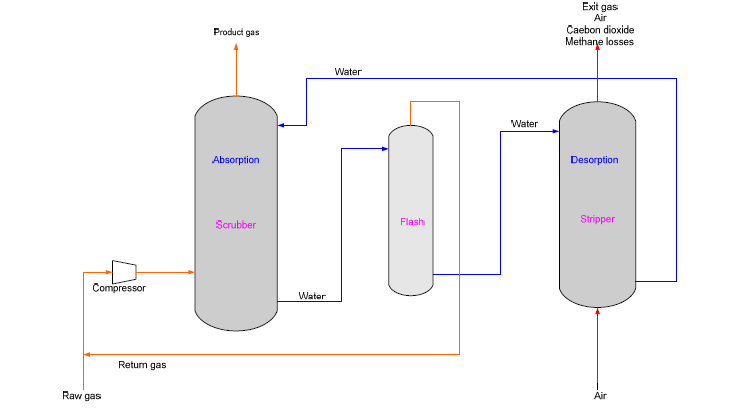 Exit gas
Air
Caebon dioxide
Methane losses
Product gas
Water
Water
Absorption
Desorption
Scrubber
Flash
Stripper
Compressor
Water
Return gas
Raw gas
Air